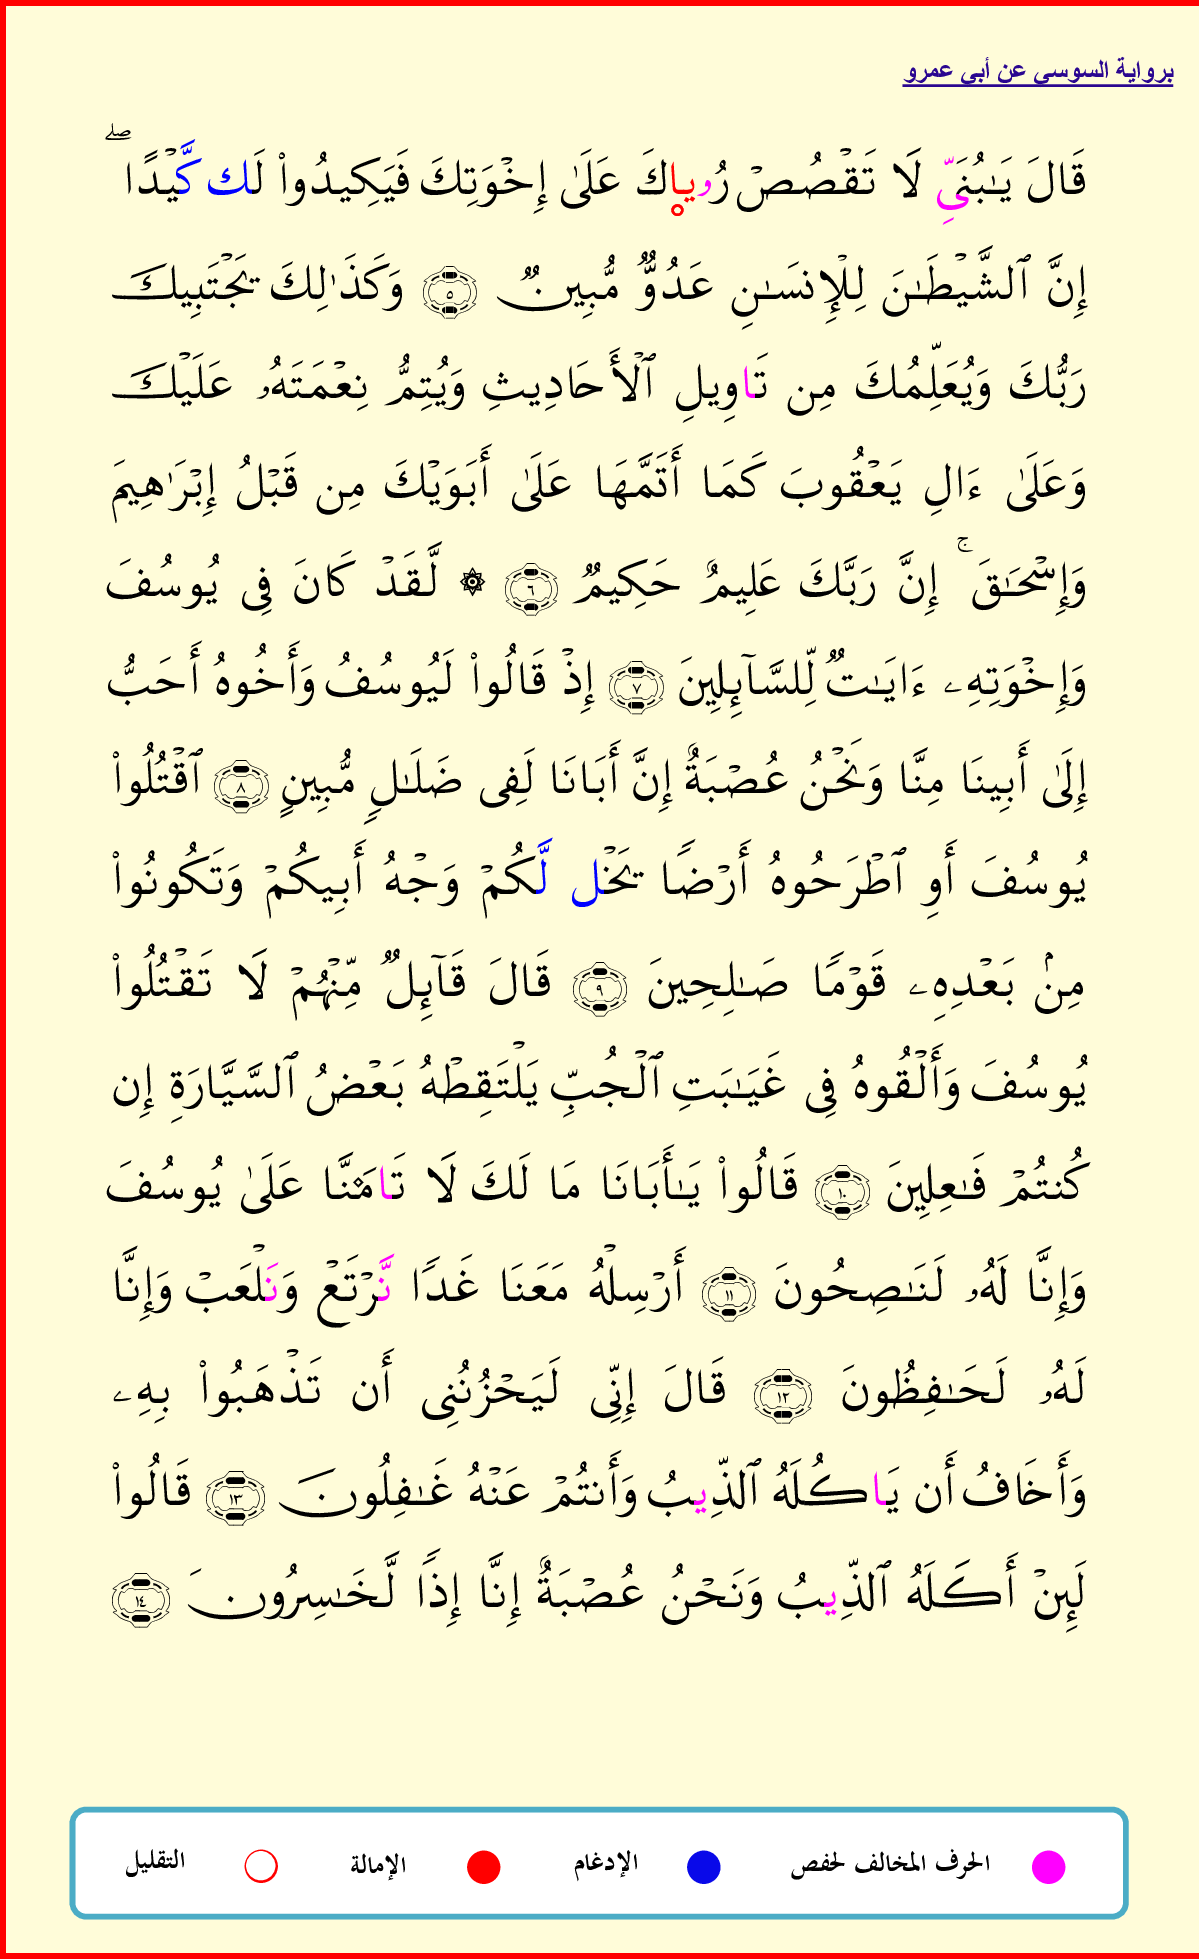 برواية السوسي عن أبي عمرو
قَالَ يَـٰبُنَيِّ لَا تَقْصُصْ رُوياكَ عَلَىٰٓ إِخْوَتِكَ فَيَكِيدُواْ لَك كَّيْدًا ۖ
إِنَّ ٱلشَّيْطَـٰنَ لِلْإِنسَـٰنِ عَدُوٌّ مُّبِينٌ ٥ وَكَذَٰلِكَ يَجْتَبِيكَ
رَبُّكَ وَيُعَلِّمُكَ مِن تَاوِيلِ ٱلْأَحَادِيثِ وَيُتِمُّ نِعْمَتَهُۥ عَلَيْكَ
وَعَلَىٰٓ ءَالِ يَعْقُوبَ كَمَا أَتَمَّهَا عَلَىٰٓ أَبَوَيْكَ مِن قَبْلُ إِبْرَٰهِيمَ
وَإِسْحَـٰقَ ۚ إِنَّ رَبَّكَ عَلِيمٌ حَكِيمٌ ٦ ۞ لَّقَدْ كَانَ فِى يُوسُفَ
وَإِخْوَتِهِۦ ءَايَـٰتٌ لِّلسَّآئِلِينَ ٧ إِذْ قَالُواْ لَيُوسُفُ وَأَخُوهُ أَحَبُّ
إِلَىٰٓ أَبِينَا مِنَّا وَنَحْنُ عُصْبَةٌ إِنَّ أَبَانَا لَفِى ضَلَـٰلٍ مُّبِينٍ ٨ ٱقْتُلُواْ
يُوسُفَ أَوِ ٱطْرَحُوهُ أَرْضًا يَخْل لَّكُمْ وَجْهُ أَبِيكُمْ وَتَكُونُواْ
مِنۢ بَعْدِهِۦ قَوْمًا صَـٰلِحِينَ ٩ قَالَ قَآئِلٌ مِّنْهُمْ لَا تَقْتُلُواْ
يُوسُفَ وَأَلْقُوهُ فِى غَيَـٰبَتِ ٱلْجُبِّ يَلْتَقِطْهُ بَعْضُ ٱلسَّيَّارَةِ إِن
كُنتُمْ فَـٰعِلِينَ ١٠ قَالُواْ يَـٰأَبَانَا مَا لَكَ لَا تَامَ۬نَّا عَلَىٰ يُوسُفَ
وَإِنَّا لَهُۥ لَنَـٰصِحُونَ ١١ أَرْسِلْهُ مَعَنَا غَدًا نَّرْتَعْ وَنَلْعَبْ وَإِنَّا
لَهُۥ لَحَـٰفِظُونَ ١٢ قَالَ إِنِّى لَيَحْزُنُنِى أَن تَذْهَبُواْ بِهِۦ
وَأَخَافُ أَن يَاكُلَهُ ٱلذِّيبُ وَأَنتُمْ عَنْهُ غَـٰفِلُونَ ١٣ قَالُواْ
لَئِنْ أَكَلَهُ ٱلذِّيبُ وَنَحْنُ عُصْبَةٌ إِنَّا إِذًا لَّخَـٰسِرُونَ ١٤
الحرف المخالف لحفص الإدغام الإمالة التقليل